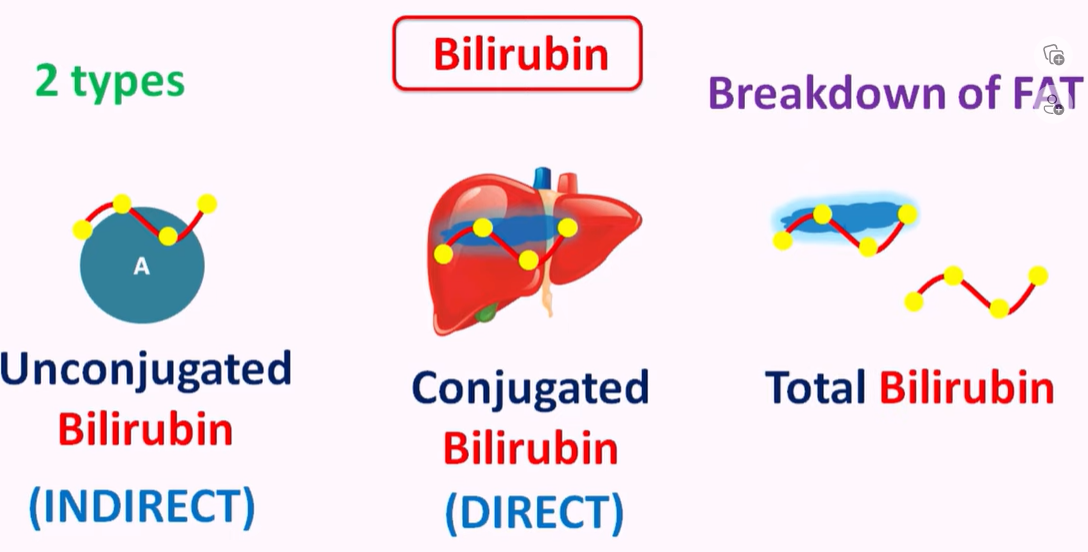 Bilirubin
2 types
Breakdown of FAT
A
Unconjugated
Bilirubin
(INDIRECT)
Conjugated
Bilirubin
(DIRECT)
Total Bilirubin